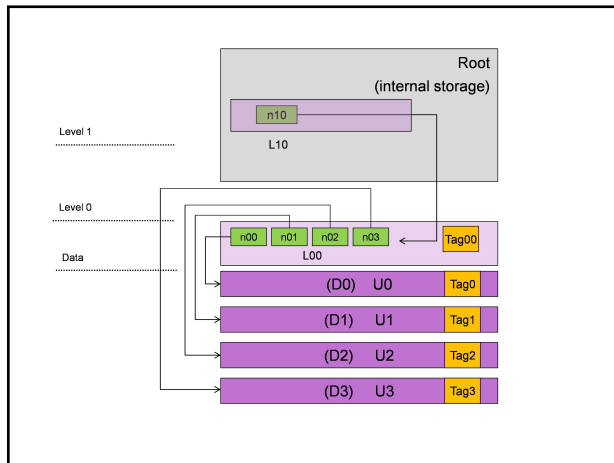 Root
(internal storage)
n10
Level 1
L10
Level 0
n00 n01 n02 n03 Tag00
L00
Data
(D0) U0 Tag0
(D1) U1 Tag1
(D2) U2 Tag2
(D3) U3 Tag3